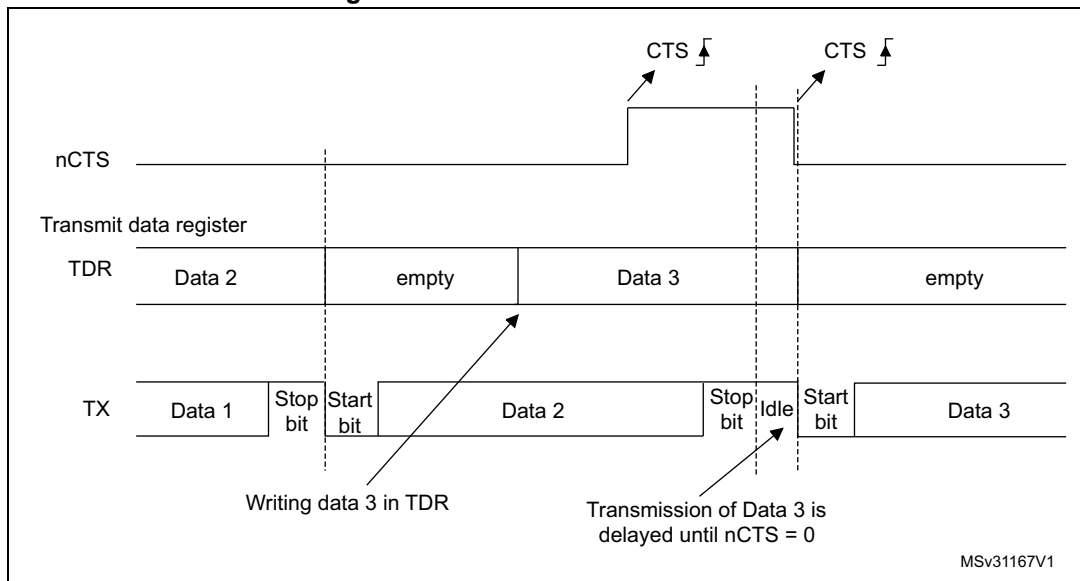 CTS CTS
nCTS
Transmit data register
TDR Data 2 empty Data 3 empty
TX Data 1 Stop bit Start bit Data 2 Stop bit Idle Start bit Data 3
Writing data 3 in TDR
Transmission of Data 3 is
delayed until nCTS = 0
MSv31167V1